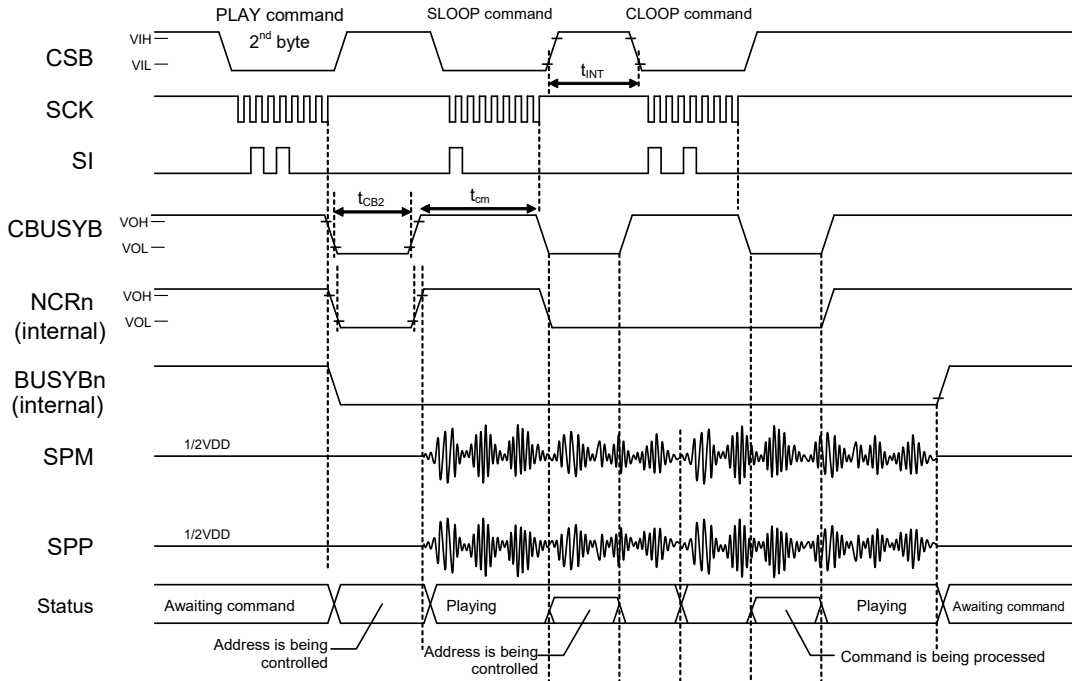 PLAY command
2nd byte
SLOOP command
CLOOP command
CSB
VIH
VIL
tINT
SCK
SI
tCB2
tcm
CBUSYB
VOH
VOL
NCRn
(internal)
VOH
VOL
BUSYBn
(internal)
SPM
1/2VDD
SPP
1/2VDD
Status
Awaiting command
Playing
Playing
Awaiting command
Address is being
controlled
Address is being
controlled
Command is being processed